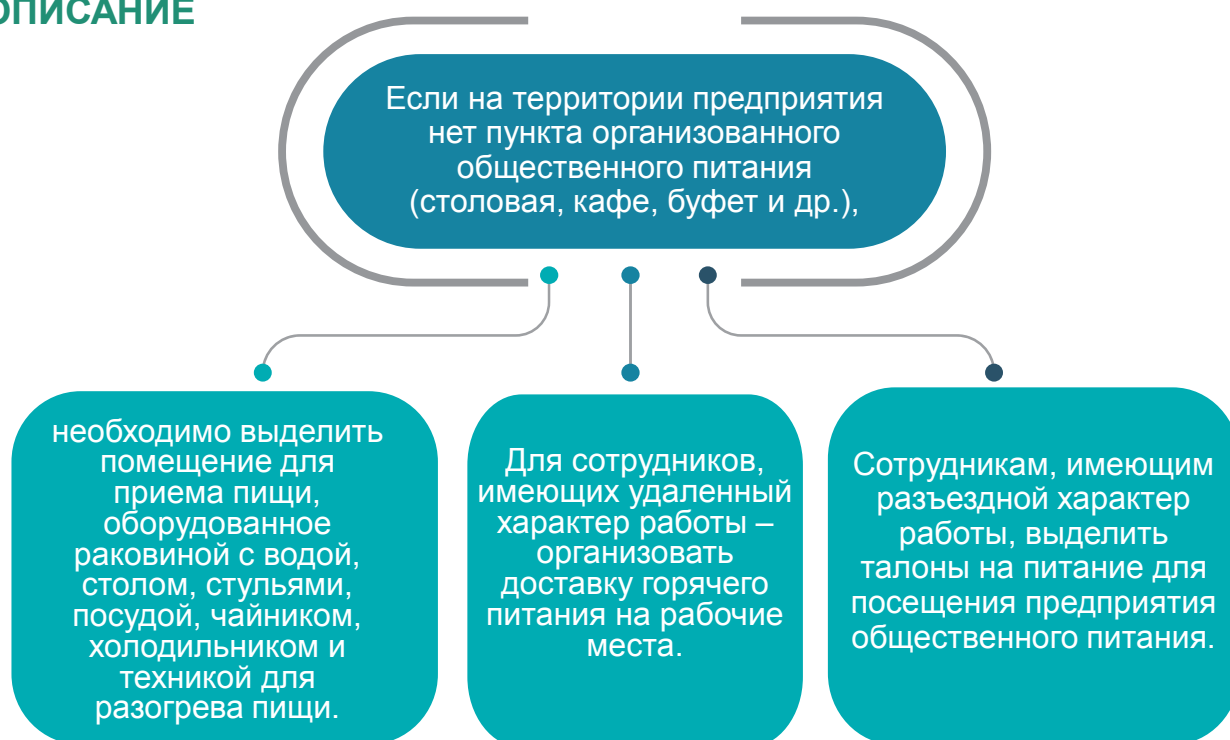 ОПИСАНИЕ
Если на территории предприятия
нет пункта организованного
общественного питания
(столовая, кафе, буфет и др.),
необходимо выделить
помещение для
приема пищи,
оборудованное
раковиной с водой,
столом, стульями,
посудой, чайником,
холодильником и
техникой для
разогрева пищи.
Для сотрудников,
имеющих удаленный
характер работы –
организовать
доставку горячего
питания на рабочие
места.
Сотрудникам, имеющим
разъездной характер
работы, выделить
талоны на питание для
посещения предприятия
общественного питания.